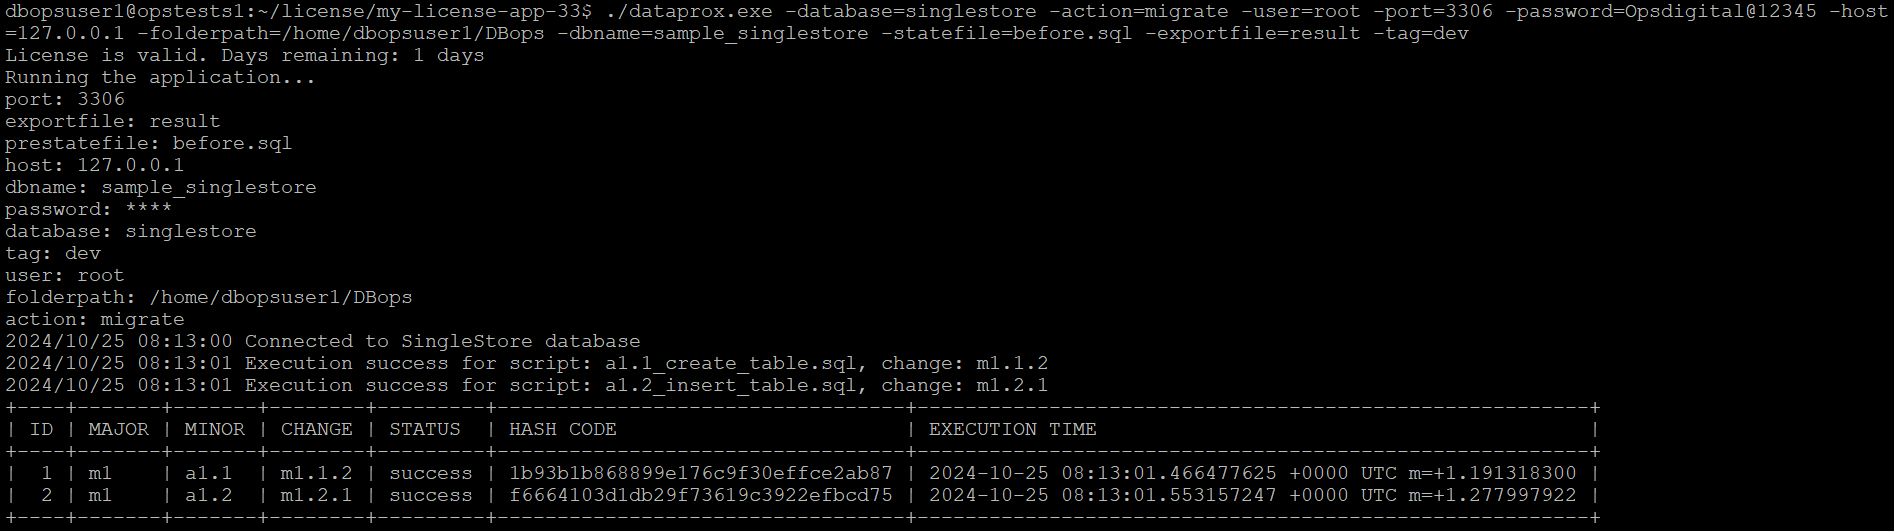 dbopsuser1@opstests1:~/license/my-license-app-33$ ./dataprox.exe -database=singlestore -action=migrate -user=root -port=3306 -password=Opsdigital@12345 -host
=127.0.0.1 -folderpath=/home/dbopsuser1/DBops -dbname=sample_singlestore -statefile=before.sql -exportfile=result -tag=dev
License is valid. Days remaining: 1 days
Running the application...
port: 3306
exportfile: result
prestatefile: before.sql
host: 127.0.0.1
dbname: sample_singlestore
password: ****
database: singlestore
tag: dev
user: root
folderpath: /home/dbopsuser1/DBops
action: migrate
2024/10/25 08:13:00 Connected to SingleStore database
2024/10/25 08:13:01 Execution success for script: a1.1_create_table.sql, change: m1.1.2
2024/10/25 08:13:01 Execution success for script: a1.2_insert_table.sql, change: m1.2.1
+----+-------+-------+--------+---------+----------------------------------+--------------------------------------------------------+
| ID | MAJOR | MINOR | CHANGE | STATUS  | HASH CODE                        | EXECUTION TIME                                         |
+----+-------+-------+--------+---------+----------------------------------+--------------------------------------------------------+
|  1 | m1    | a1.1  | m1.1.2 | success | 1b93b1b868899e176c9f30effce2ab87 | 2024-10-25 08:13:01.466477625 +0000 UTC m=+1.191318300 |
|  2 | m1    | a1.2  | m1.2.1 | success | f6664103d1db29f73619c3922efbcd75 | 2024-10-25 08:13:01.553157247 +0000 UTC m=+1.277997922 |
+----+-------+-------+--------+---------+----------------------------------+--------------------------------------------------------+